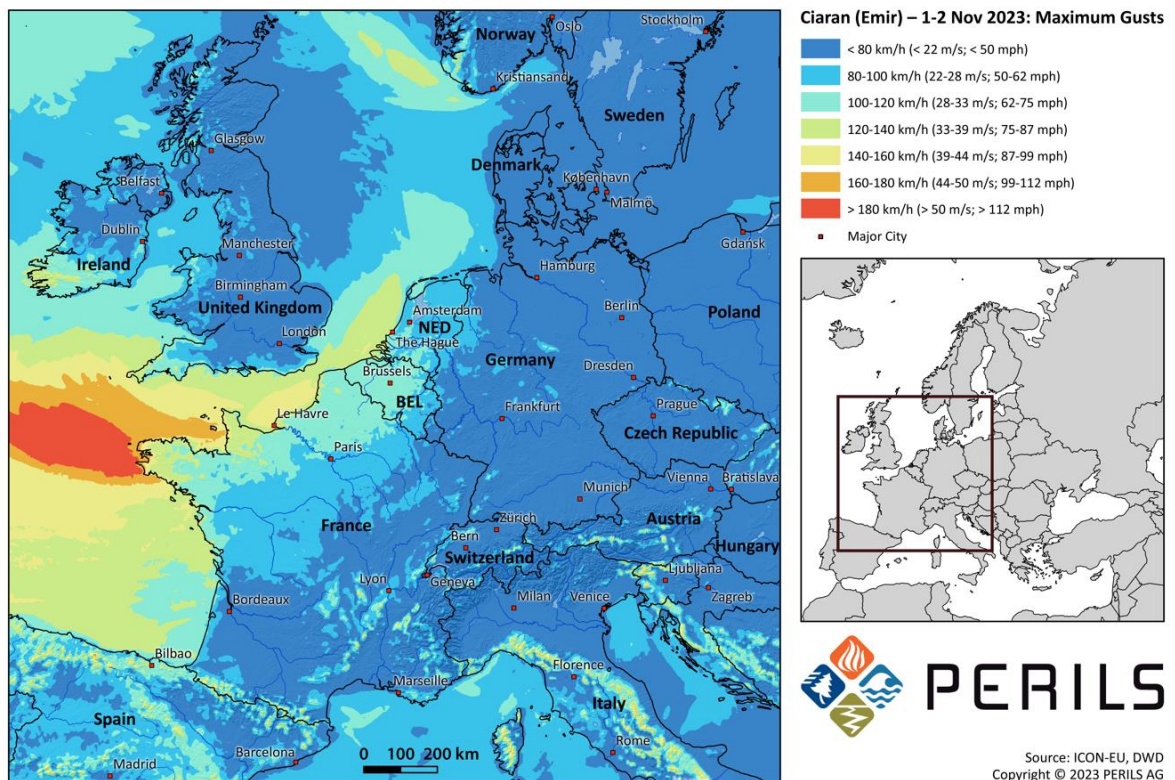 Ciaran (Emir) – 1-2 Nov 2023: Maximum Gusts
< 80 km/h (< 22 m/s; < 50 mph)
80-100 km/h (22-28 m/s; 50-62 mph)
100-120 km/h (28-33 m/s; 62-75 mph)
120-140 km/h (33-39 m/s; 75-87 mph)
140-160 km/h (39-44 m/s; 87-99 mph)
160-180 km/h (44-50 m/s; 99-112 mph)
> 180 km/h (> 50 m/s; > 112 mph)
Major City
Norway
Oslo
Stockholm
Kristiansand
Sweden
Glasgow
Denmark
Belfast
København
Malmö
Dublin
Gdańsk
Manchester
Ireland
Hamburg
Birmingham
United Kingdom
Amsterdam
Berlin
Poland
NED
London
The Hague
Germany
Brussels
Dresden
BEL
Le Havre
Frankfurt
Prague
Czech Republic
Paris
Munich
Vienna
Bratislava
France
Zürich
Austria
Bern
Switzerland
Hungary
Geneva
Ljubljana
Lyon
Milan
Venice
Zagreb
Bordeaux
Bilbao
Florence
Marseille
Italy
Spain
Barcelona
Rome
Madrid
0 100 200 km
PERILS
Source: ICON-EU, DWD
Copyright © 2023 PERILS AG